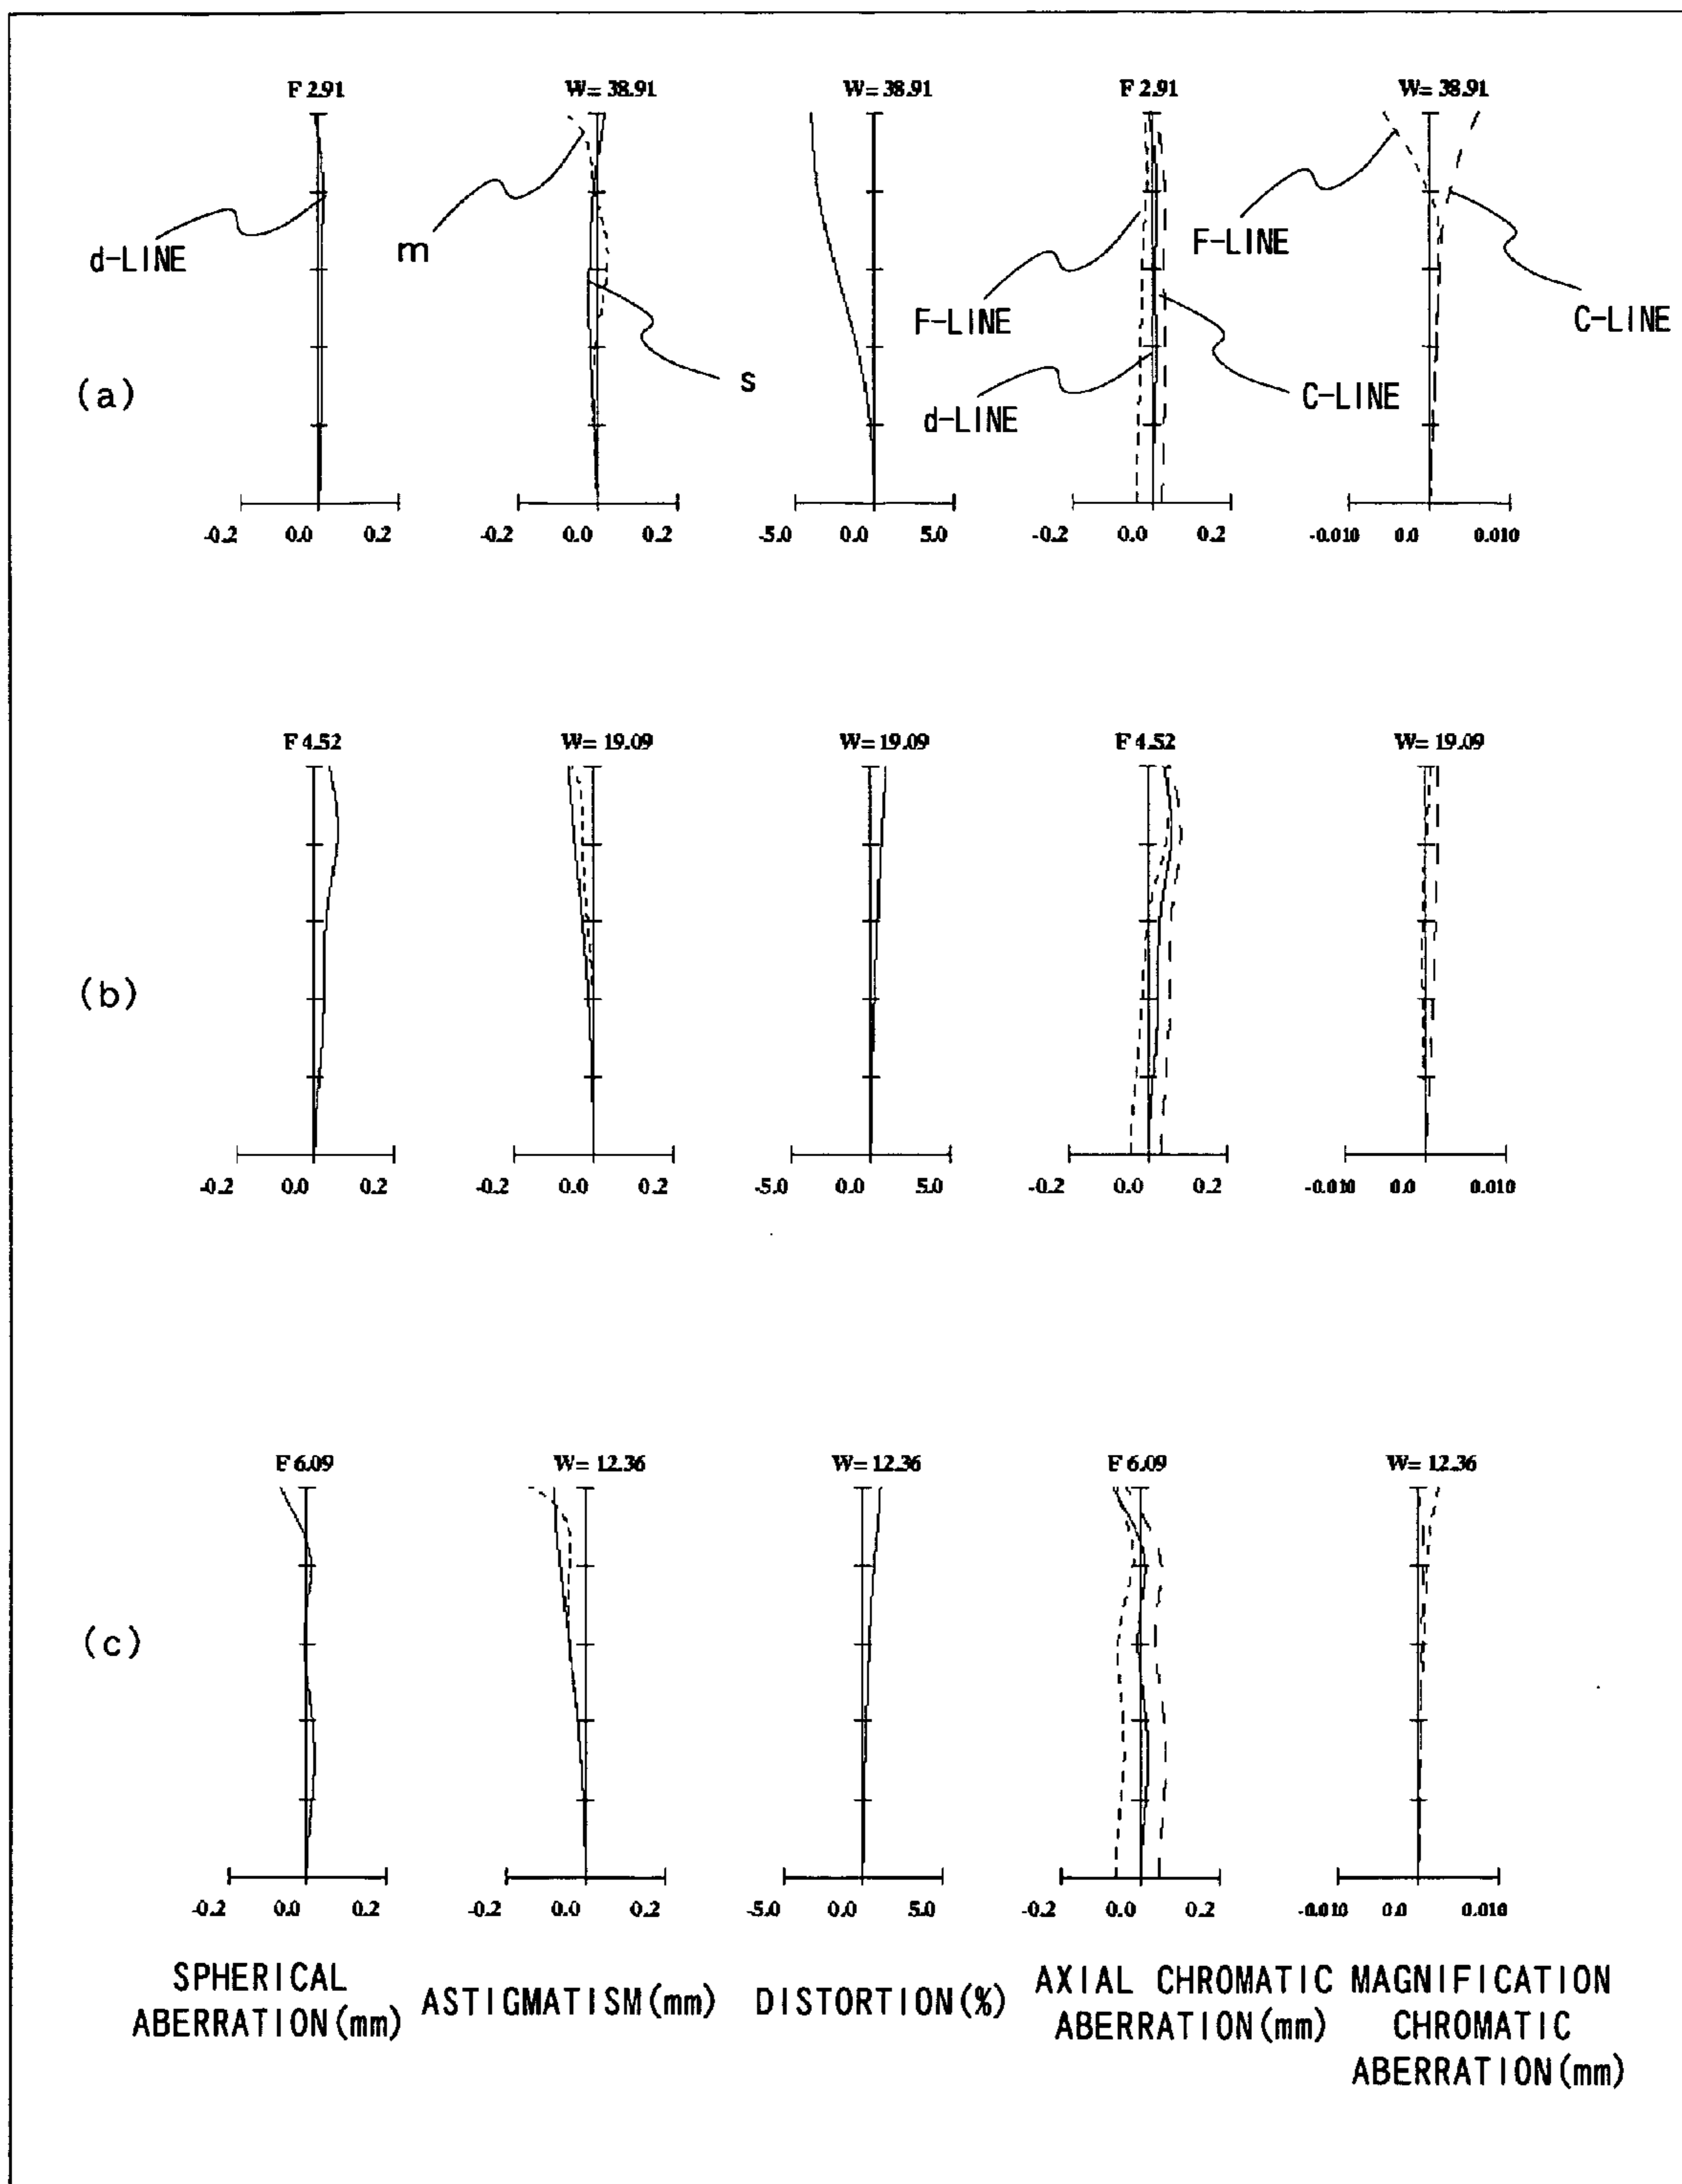 F 2.91 W= 38.91 W= 38.91 F 2.91 W= 38.91
d-LINE m s F-LINE d-LINE C-LINE F-LINE C-LINE
(a)
-0.2 0.0 0.2 -0.2 0.0 0.2 -5.0 0.0 5.0 -0.2 0.0 0.2 -0.010 0.0 0.010
F 4.52 W= 19.09 W= 19.09 F 4.52 W= 19.09
(b)
-0.2 0.0 0.2 -0.2 0.0 0.2 -5.0 0.0 5.0 -0.2 0.0 0.2 -0.010 0.0 0.010
F 6.09 W= 12.36 W= 12.36 F 6.09 W= 12.36
(c)
-0.2 0.0 0.2 -0.2 0.0 0.2 -5.0 0.0 5.0 -0.2 0.0 0.2 -0.010 0.0 0.010
SPHERICAL
ABERRATION(mm)
ASTIGMATISM(mm)
DISTORTION(%)
AXIAL CHROMATIC
ABERRATION(mm)
MAGNIFICATION
CHROMATIC
ABERRATION(mm)